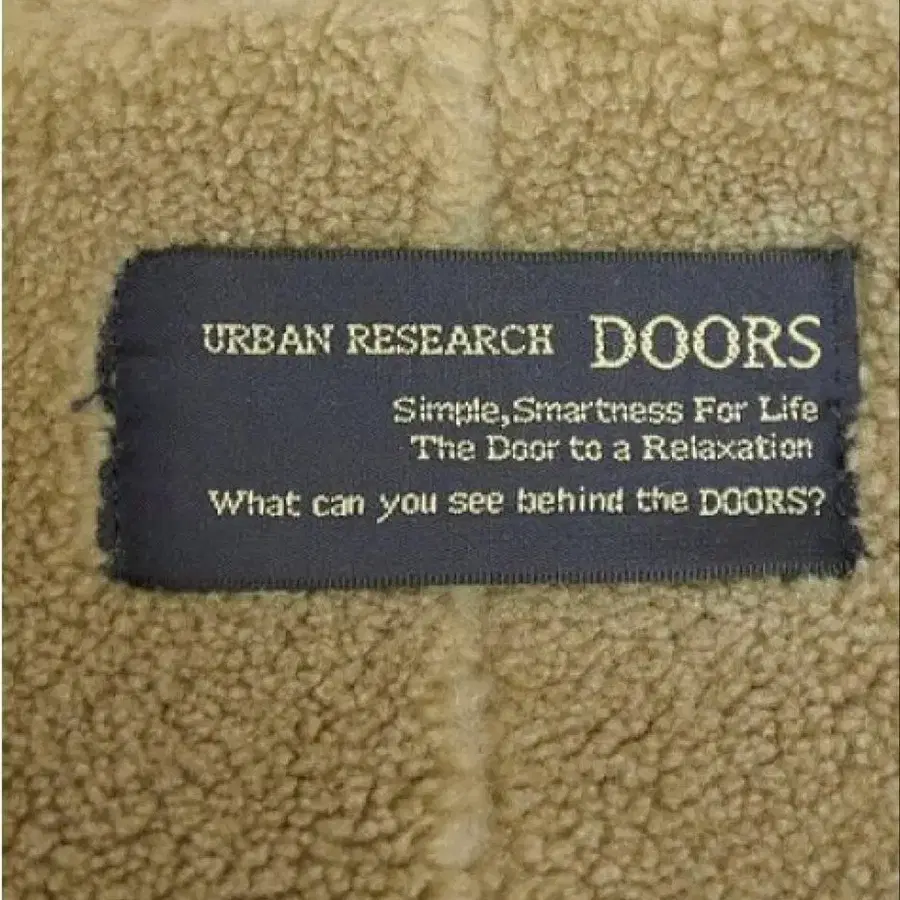 URBAN RESEARCH DOORS
Simple,Smartness For Life
The Door to a Relaxation
What can you see behind the DOORS?